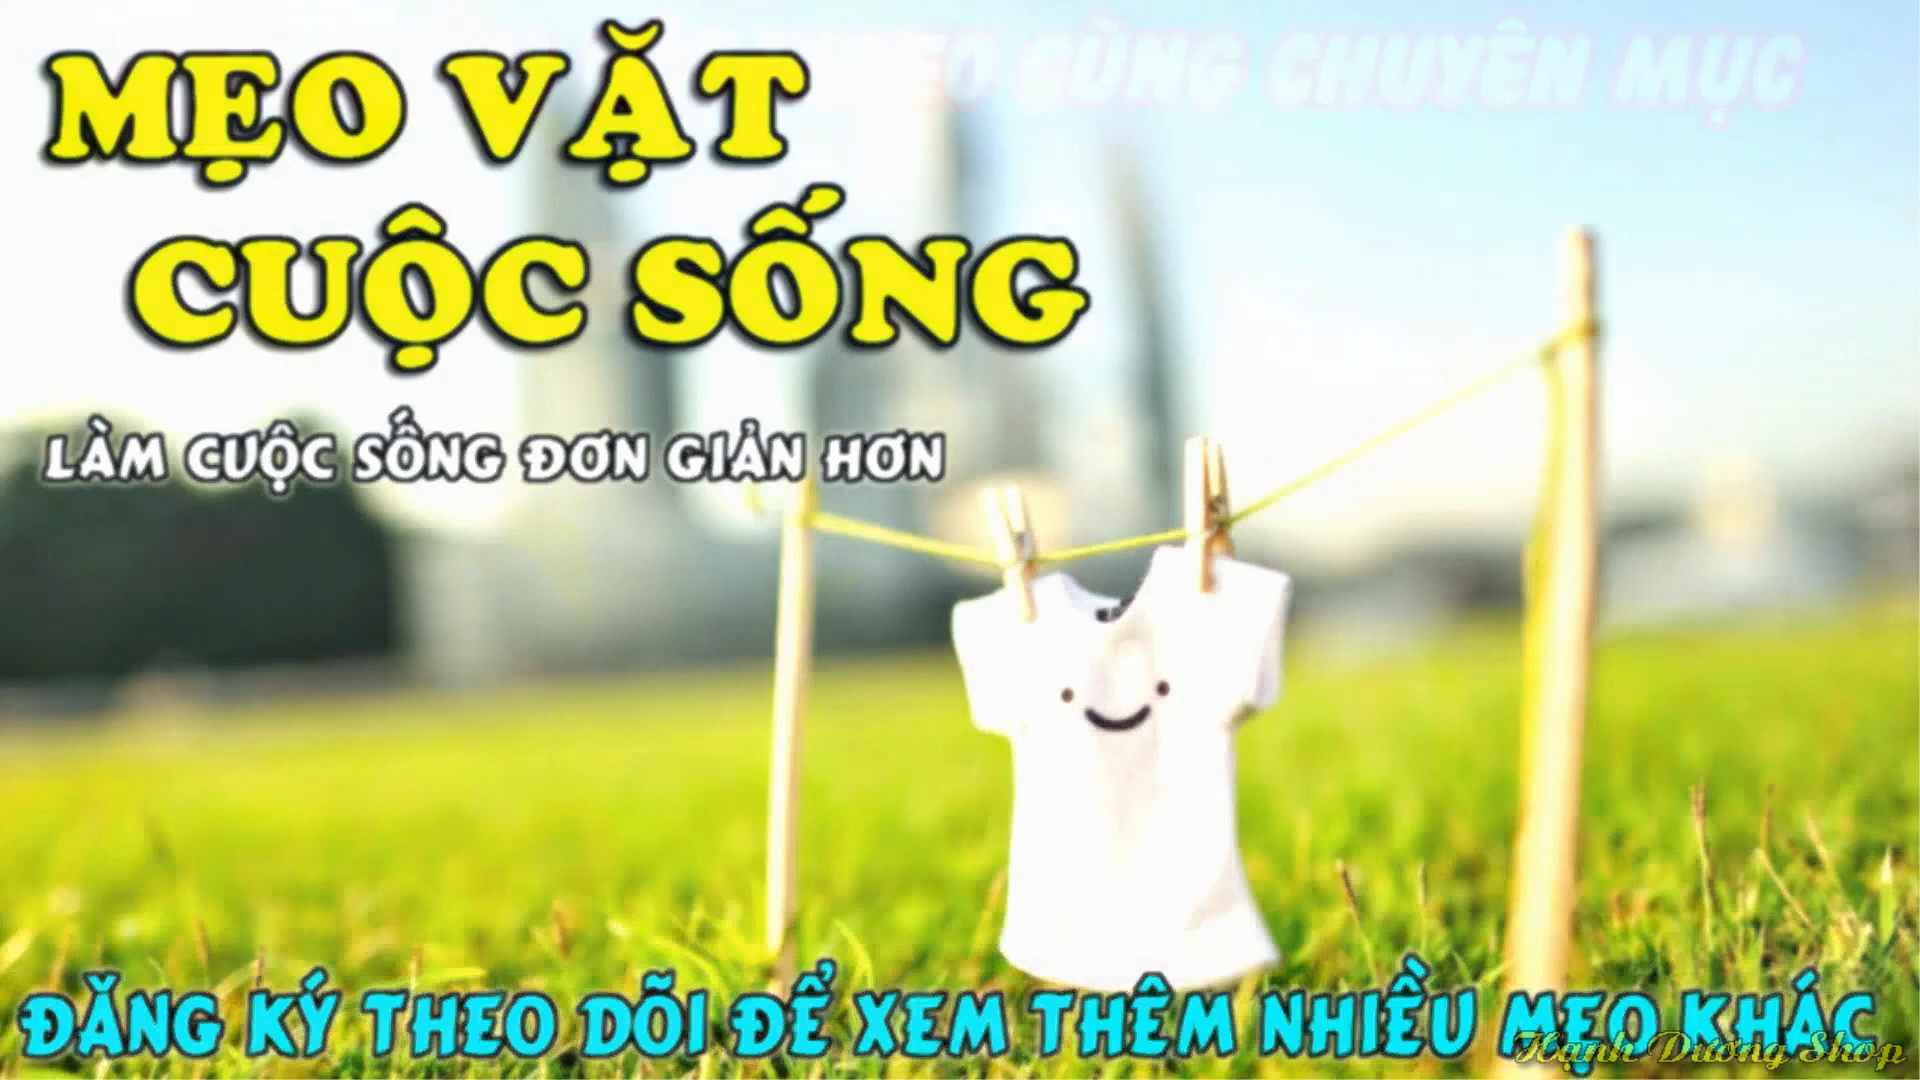 CÙNG CHUYÊN MỤC
MẸO VẶT
CUỘC SỐNG
LÀM CUỘC SỐNG ĐƠN GIẢN HƠN
ĐĂNG KÝ THEO DÕI ĐỂ XEM THÊM NHIỀU MẸO KHÁC
Hạnh Dương Shop